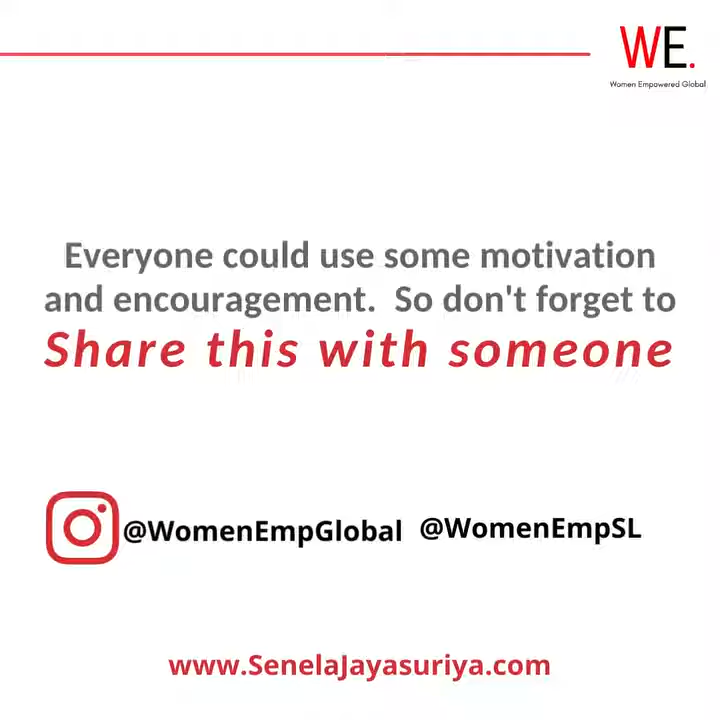 WE.
Women Empowered Global
Everyone could use some motivation
and encouragement.  So don't forget to
Share this with someone
@WomenEmpGlobal @WomenEmpSL
www.SenelaJayasuriya.com